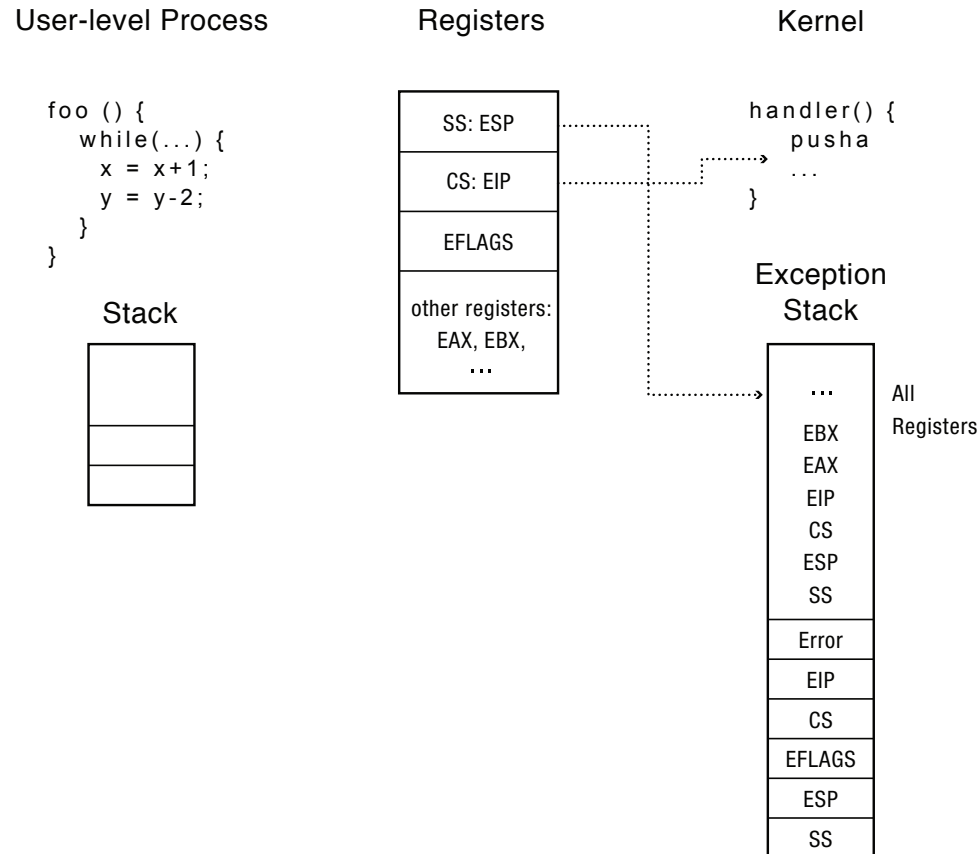 User-level Process
foo () {
while(...) {
x = x+1;
y = y-2;
}
}
Stack
Registers
SS: ESP
CS: EIP
EFLAGS
other registers:
EAX, EBX,
...
Kernel
handler() {
pusha
...
}
Exception
Stack
...
EBX
EAX
EIP
CS
ESP
SS
All
Registers
Error
EIP
CS
EFLAGS
ESP
SS